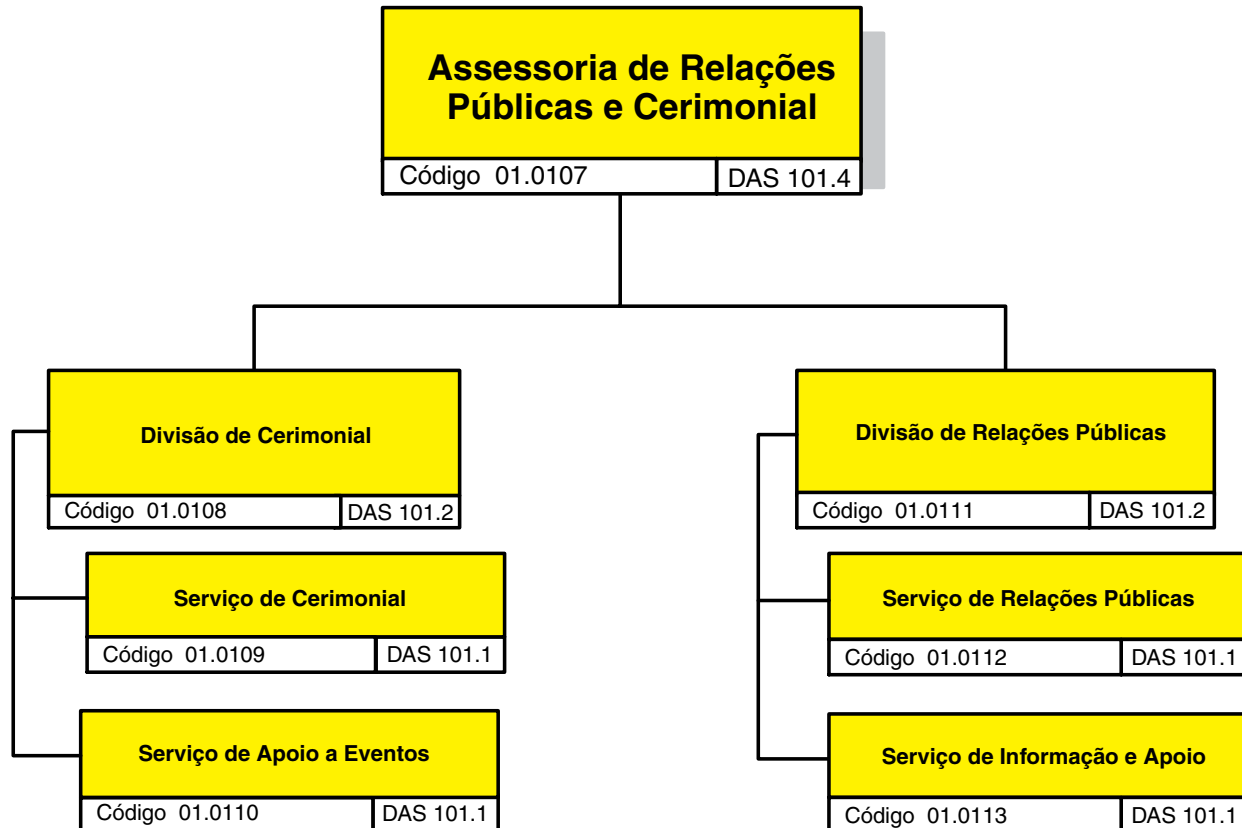 Assessoria de Relações
Públicas e Cerimonial
Código 01.0107 DAS 101.4
Divisão de Cerimonial
Código 01.0108 DAS 101.2
Serviço de Cerimonial
Código 01.0109 DAS 101.1
Serviço de Apoio a Eventos
Código 01.0110 DAS 101.1
Divisão de Relações Públicas
Código 01.0111 DAS 101.2
Serviço de Relações Públicas
Código 01.0112 DAS 101.1
Serviço de Informação e Apoio
Código 01.0113 DAS 101.1